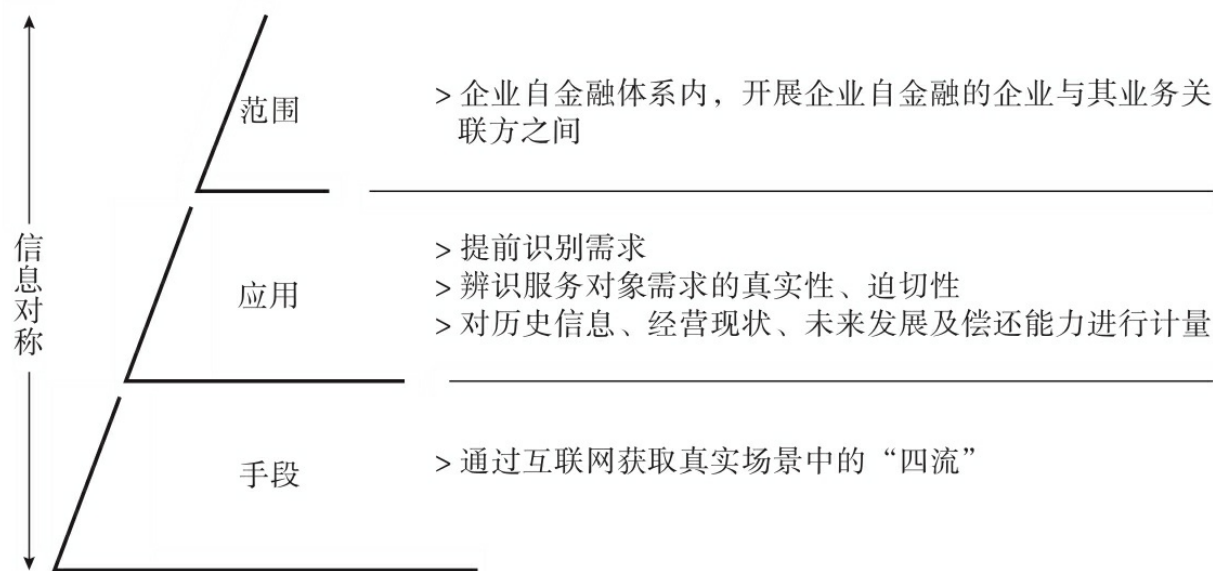 信息对称
范围
> 企业自金融体系内，开展企业自金融的企业与其业务关
联方之间
应用
> 提前识别需求
> 辨识服务对象需求的真实性、迫切性
> 对历史信息、经营现状、未来发展及偿还能力进行计量
手段
> 通过互联网获取真实场景中的“四流”